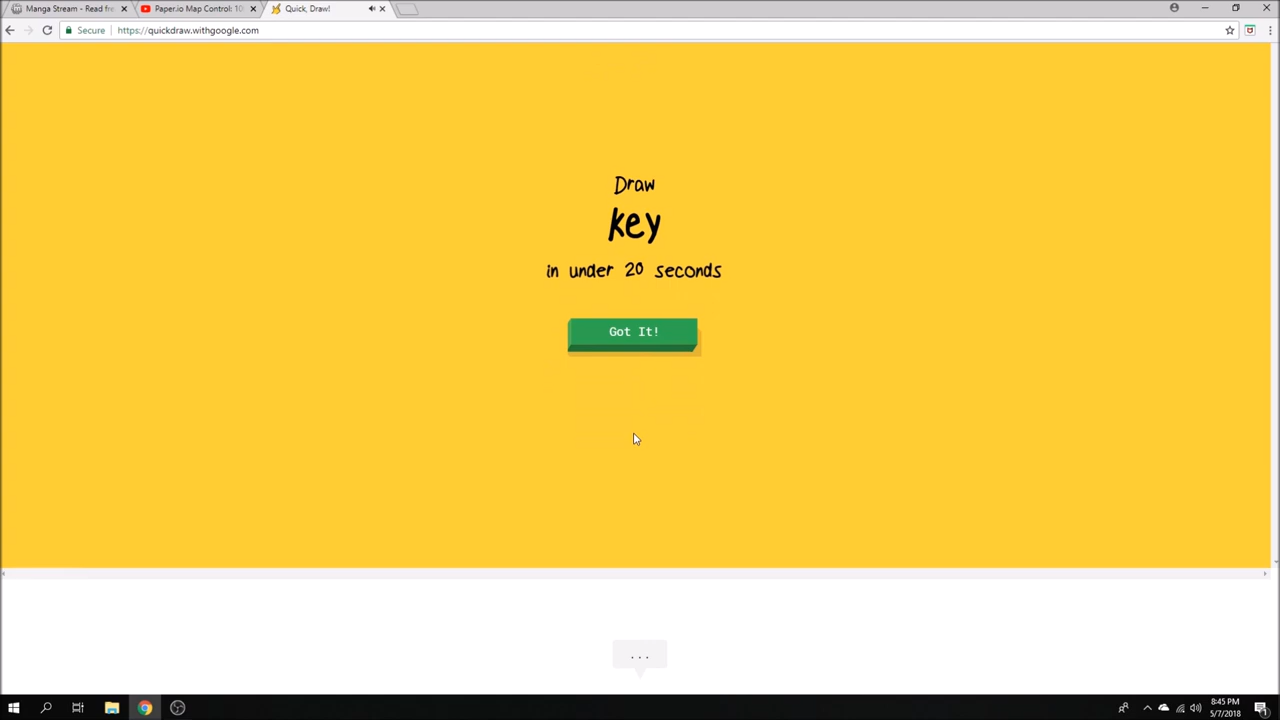 Manga Stream - Read fre
Paper.io Map Control: 10
Quick, Draw!
Secure
https://quickdraw.withgoogle.com
Draw
key
in under 20 seconds
Got It!
...
8:45 PM
5/7/2018